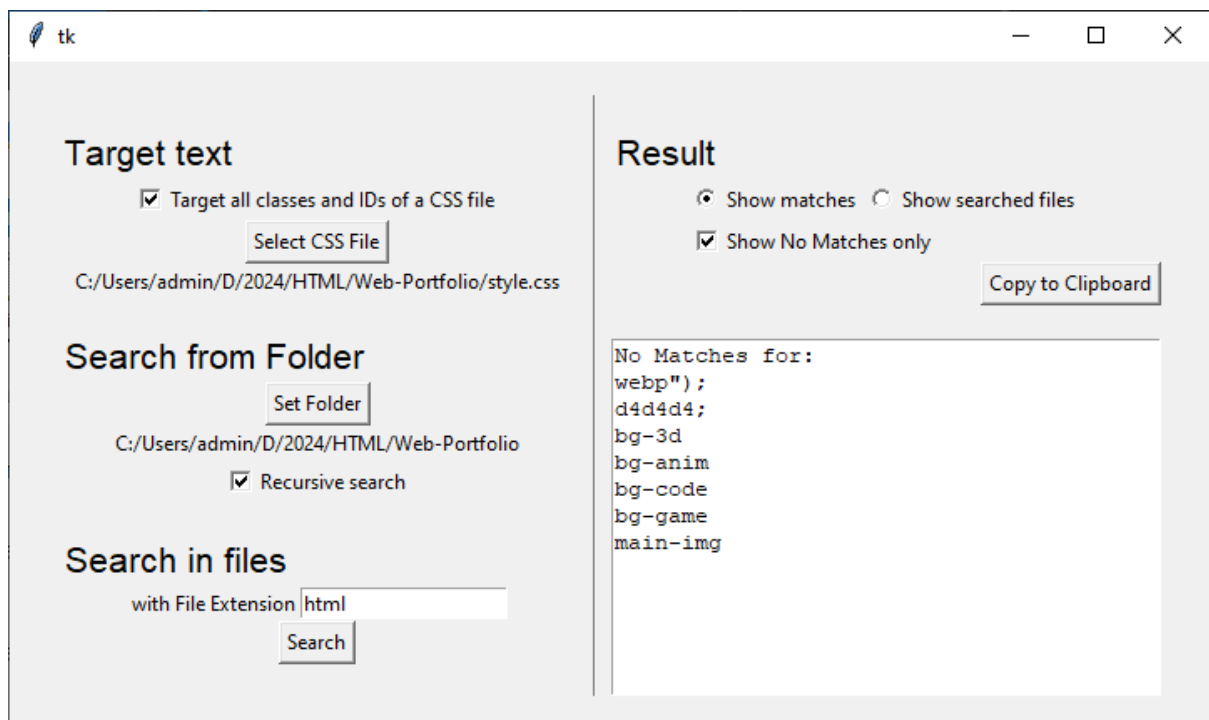 tk
Target text
Target all classes and IDs of a CSS file
Select CSS File
C:/Users/admin/D/2024/HTML/Web-Portfolio/style.css
Search from Folder
Set Folder
C:/Users/admin/D/2024/HTML/Web-Portfolio
Recursive search
Search in files
with File Extension html
Search
Result
Show matches Show searched files
Show No Matches only
Copy to Clipboard
No Matches for:
webp");
d4d4d4;
bg-3d
bg-anim
bg-code
bg-game
main-img